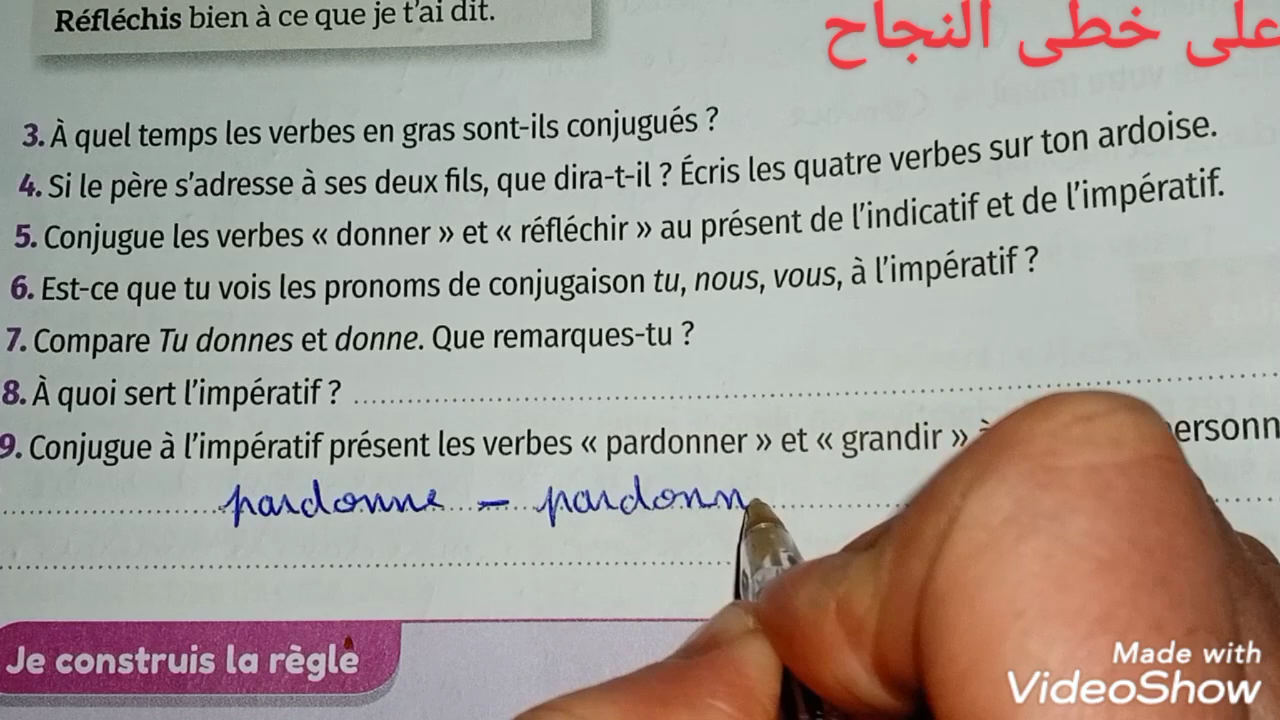 Réfléchis bien à ce que je t'ai dit.
على خطى النجاح
3. À quel temps les verbes en gras sont-ils conjugués ?
4. Si le père s'adresse à ses deux fils, que dira-t-il ? Écris les quatre verbes sur ton ardoise.
5. Conjugue les verbes « donner » et « réfléchir » au présent de l'indicatif et de l'impératif.
6. Est-ce que tu vois les pronoms de conjugaison tu, nous, vous, à l'impératif ?
7. Compare Tu donnes et donne. Que remarques-tu ?
8. À quoi sert l'impératif ?
9. Conjugue à l'impératif présent les verbes « pardonner » et « grandir »
pardonne - pardonn
Je construis la règle
Made with
VideoShow